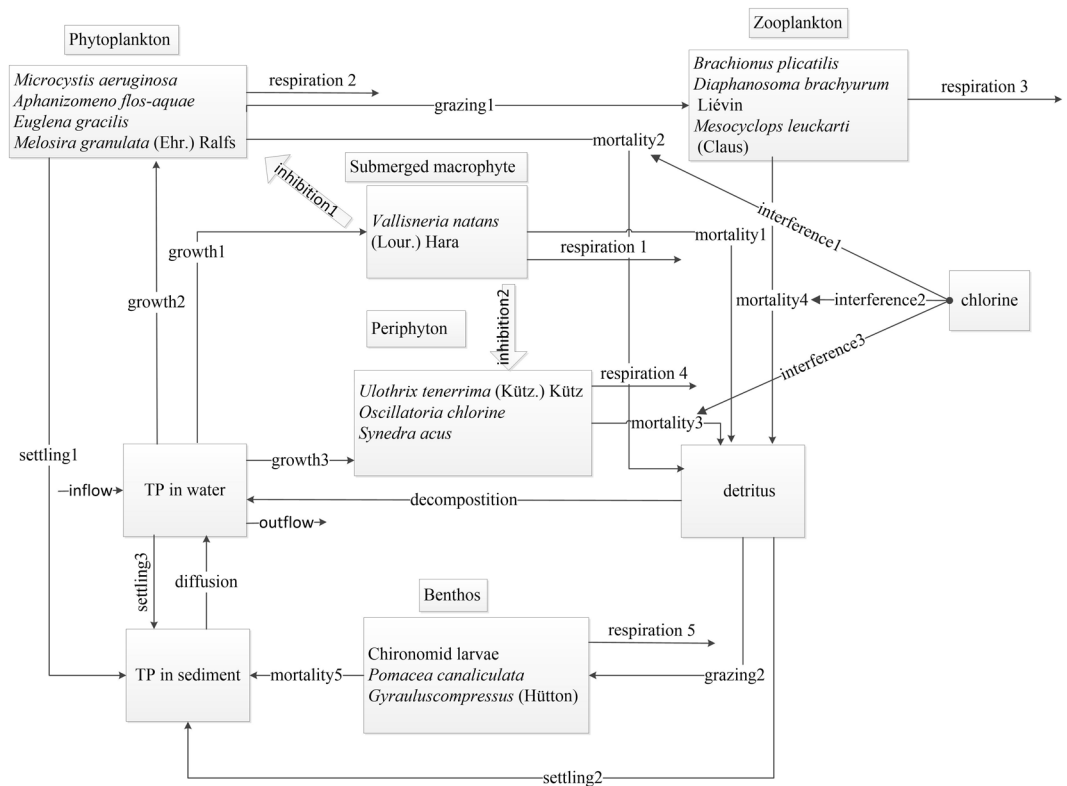 Zooplankton
Phytoplankton
Microcystis aeruginosa
Aphanizomeno flos-aquae
Euglena gracilis
Melosira granulata (Ehr.) Ralfs
respiration 2
grazing1
Brachionus plicatilis
Diaphanosoma brachyurum
Liévin
Mesocyclops leuckarti
(Claus)
respiration 3
mortality2
Submerged macrophyte
inhibition1
Vallisneria natans
(Lour.) Hara
interference1
mortality1
respiration 1
growth1
growth2
mortality4
interference2
chlorine
inhibition2
Periphyton
interference3
respiration 4
Ulothrix tenerrima (Kütz.) Kütz
Oscillatoria chlorine
Synedra acus
mortality3
settling1
growth3
inflow
TP in water
detritus
decompostition
outflow
settling3
diffusion
Benthos
respiration 5
Chironomid larvae
Pomacea canaliculata
Gyrauluscompressus (Hütton)
TP in sediment
mortality5
grazing2
settling2